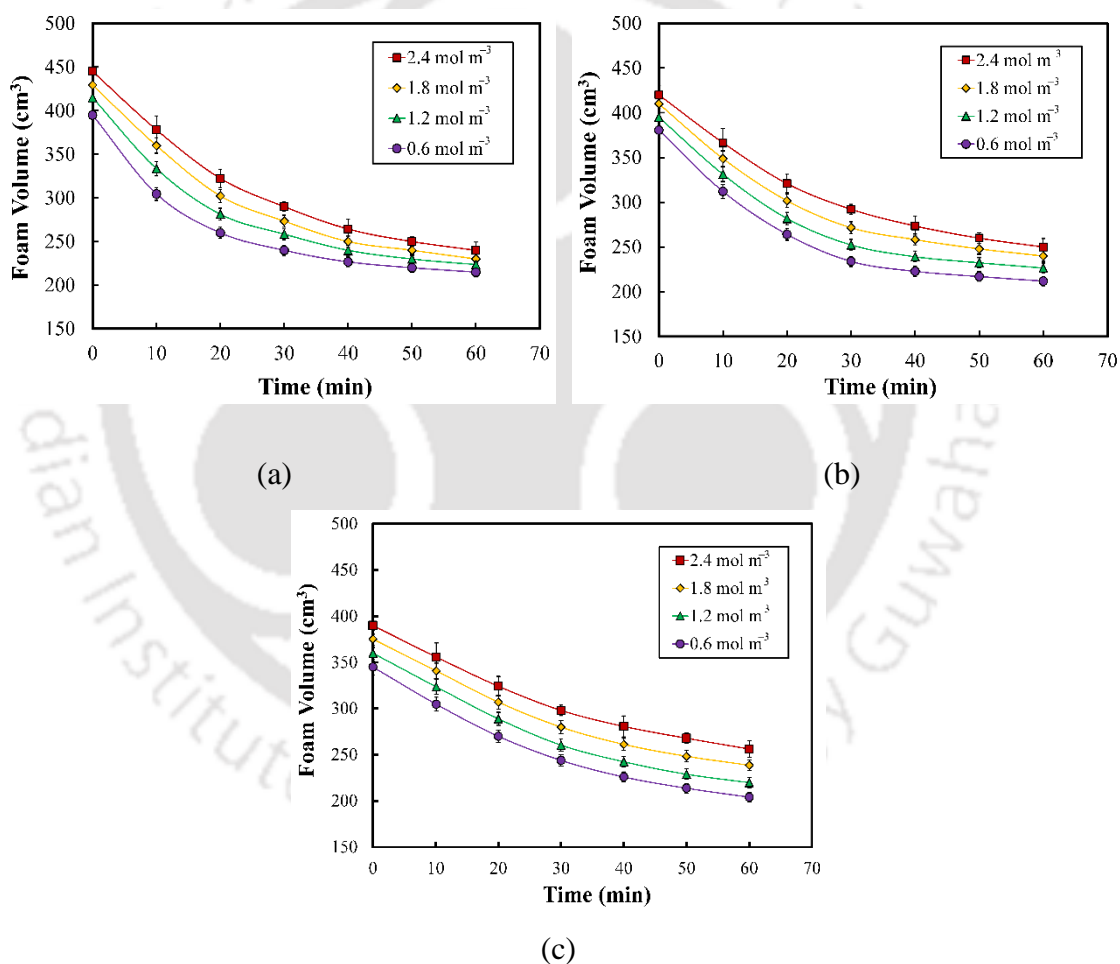 500
450
400
350
300
250
200
150
0 10 20 30 40 50 60 70
Foam Volume (cm³)
Time (min)
2.4 mol m⁻³
1.8 mol m⁻³
1.2 mol m⁻³
0.6 mol m⁻³
(a)
500
450
400
350
300
250
200
150
0 10 20 30 40 50 60 70
Foam Volume (cm³)
Time (min)
2.4 mol m⁻³
1.8 mol m⁻³
1.2 mol m⁻³
0.6 mol m⁻³
(b)
500
450
400
350
300
250
200
150
0 10 20 30 40 50 60 70
Foam Volume (cm³)
Time (min)
2.4 mol m⁻³
1.8 mol m⁻³
1.2 mol m⁻³
0.6 mol m⁻³
(c)
dian Institut
y Guwaha